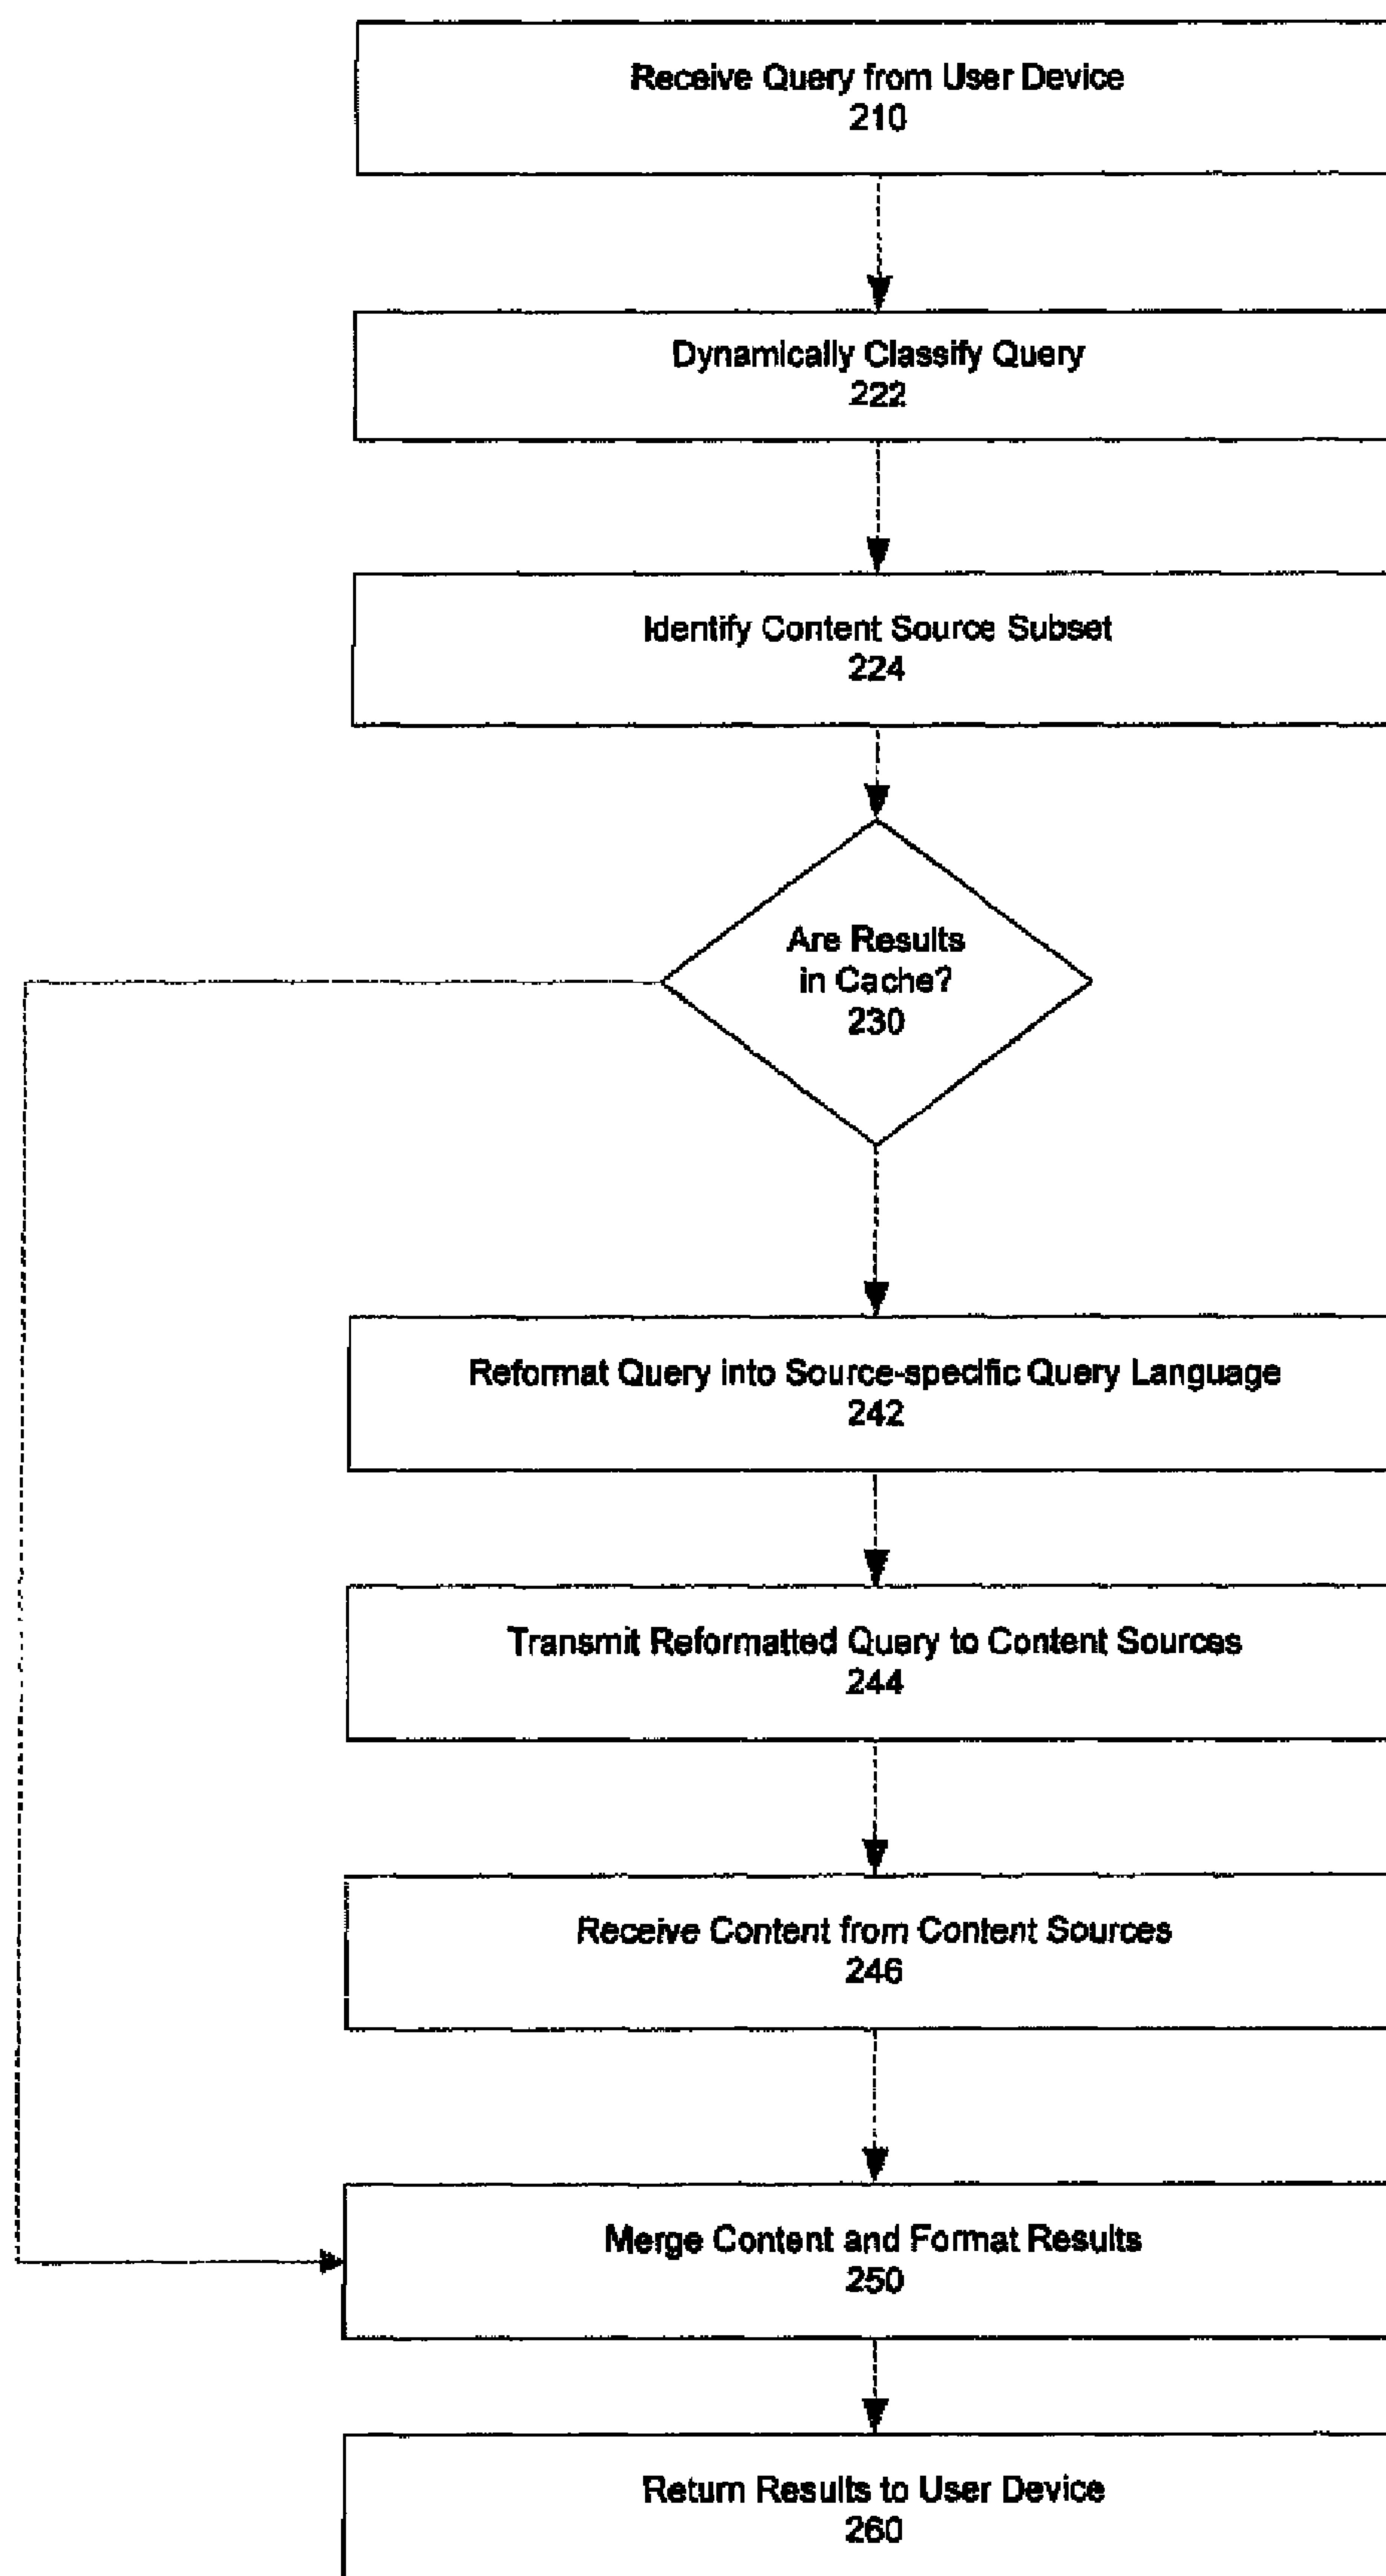 Receive Query from User Device
210
Dynamically Classify Query
222
Identify Content Source Subset
224
Are Results
in Cache?
230
Reformat Query into Source-specific Query Language
242
Transmit Reformatted Query to Content Sources
244
Receive Content from Content Sources
246
Merge Content and Format Results
250
Return Results to User Device
260